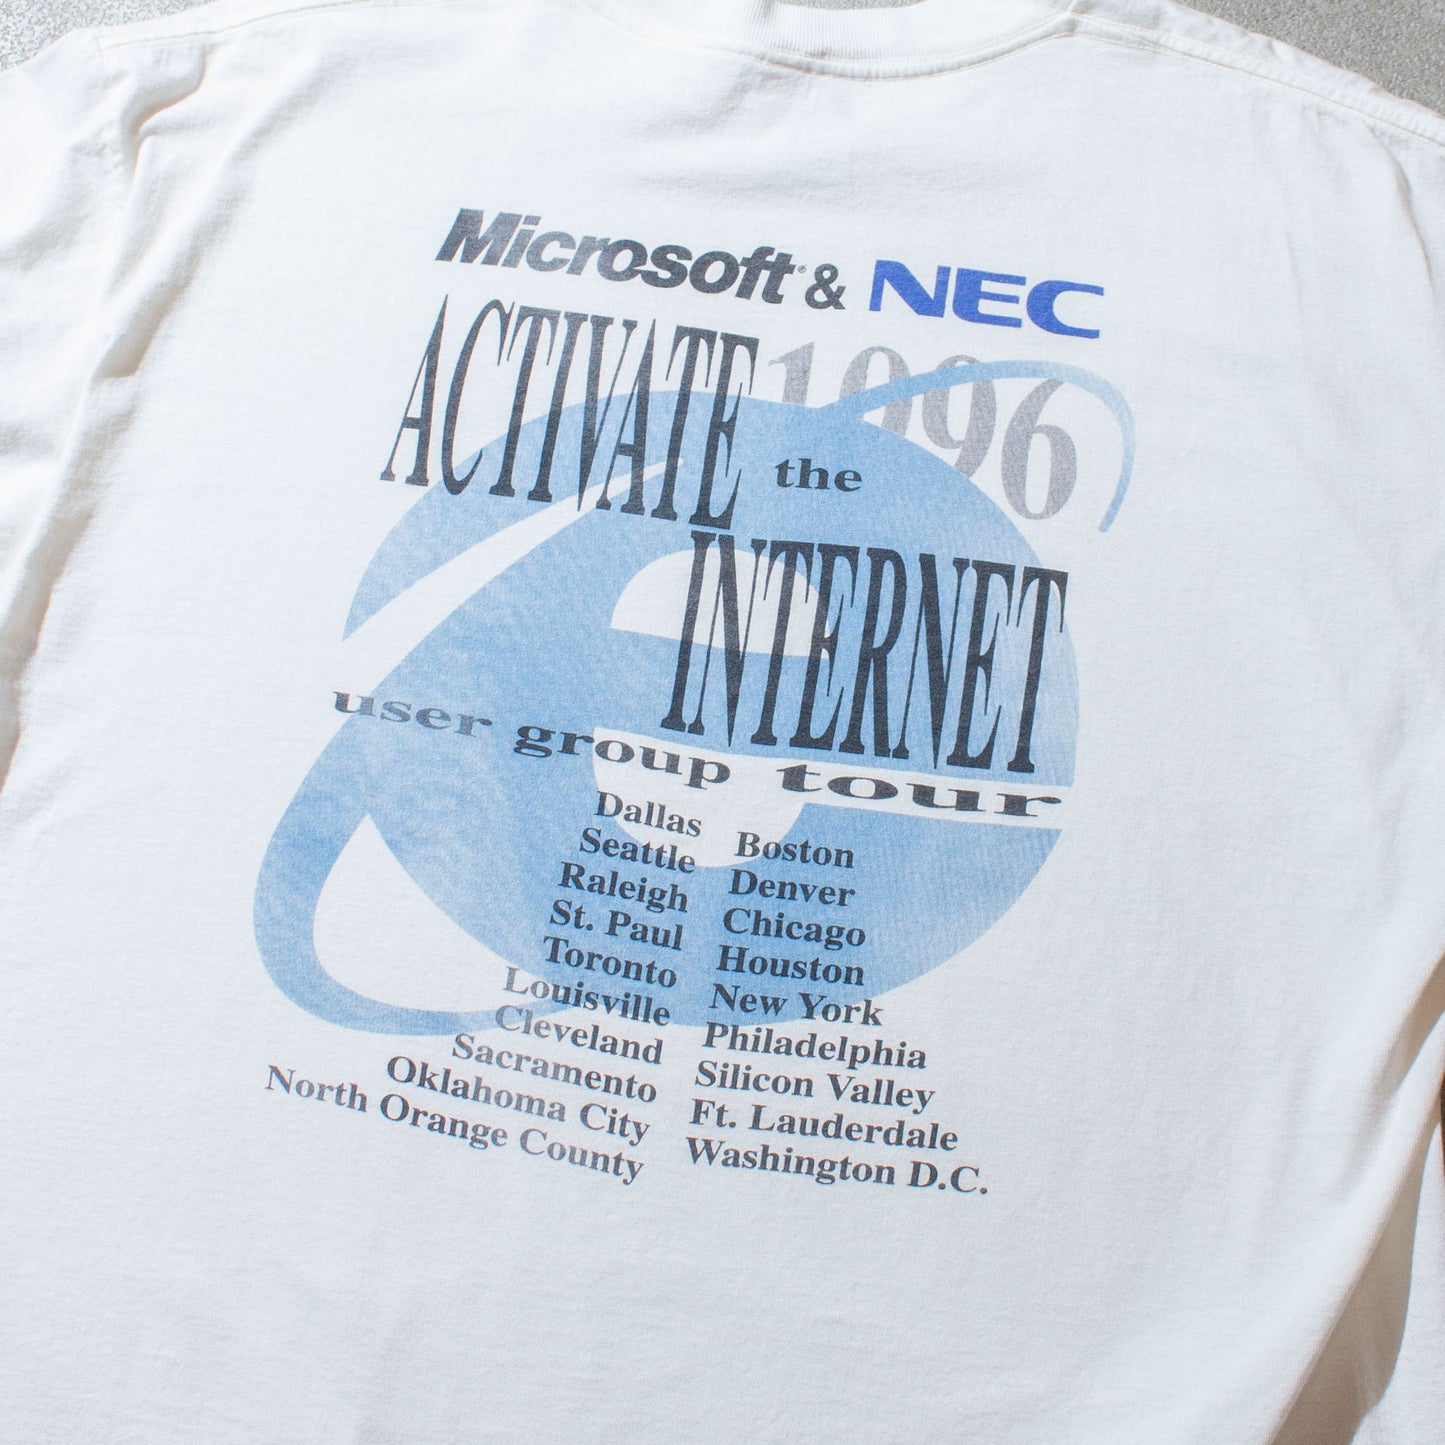 Microsoft® & NEC
ACTIVATE 1996
the
INTERNET
user group tour
Dallas
Seattle
Raleigh
St. Paul
Toronto
Louisville
Cleveland
Sacramento
Oklahoma City
North Orange County
Boston
Denver
Chicago
Houston
New York
Philadelphia
Silicon Valley
Ft. Lauderdale
Washington D.C.